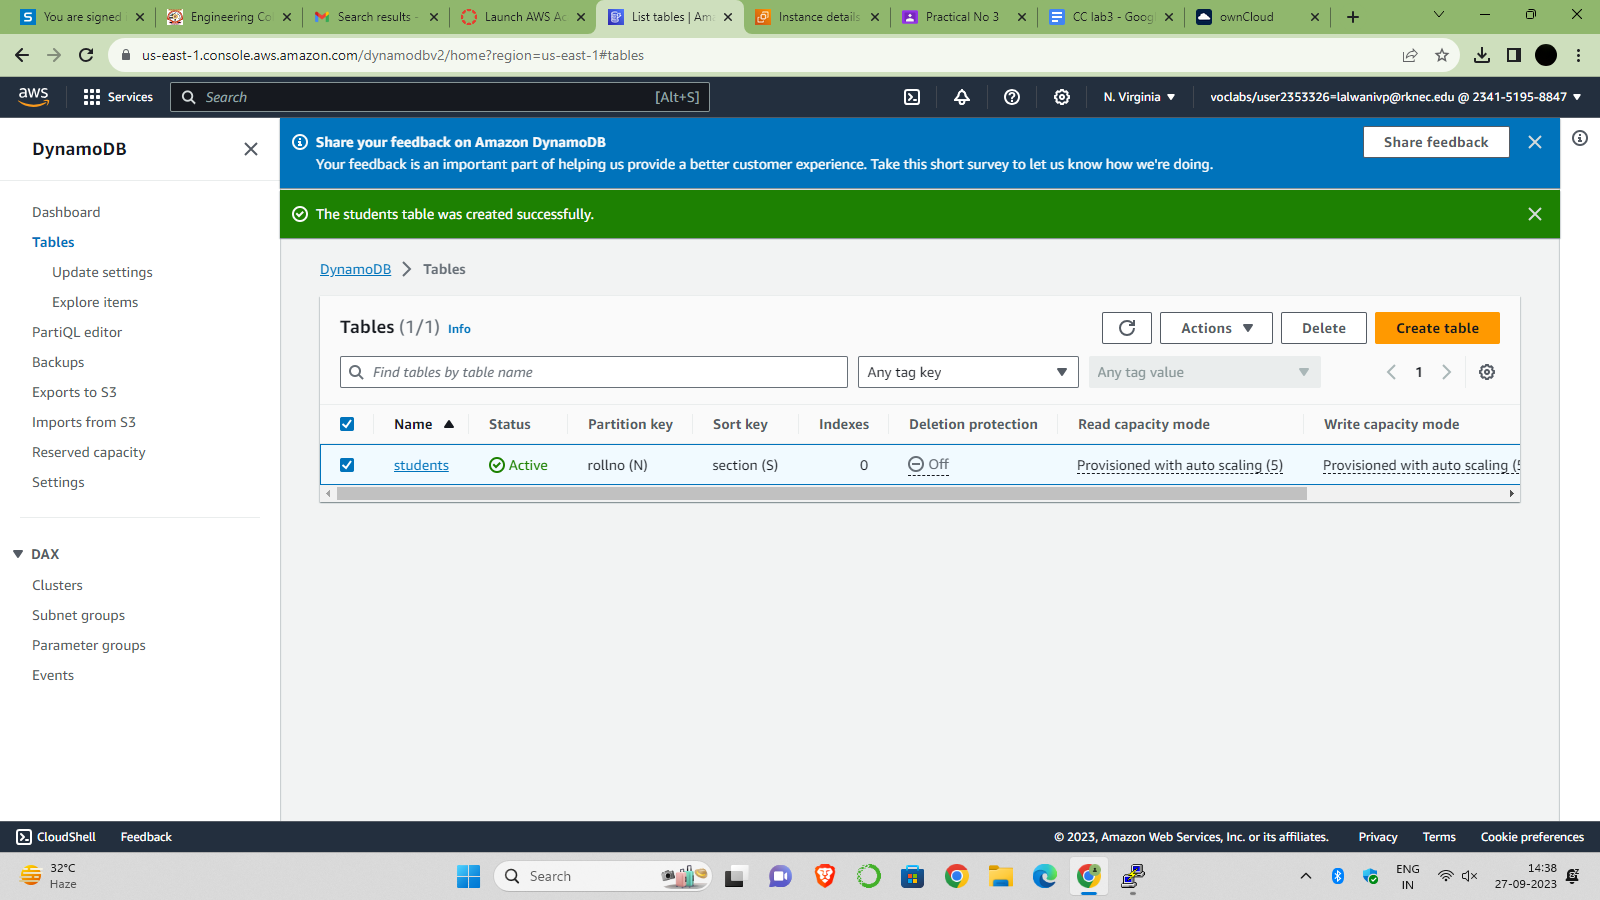 You are signed
Engineering Co
Search results -
Launch AWS Ac
List tables | Ama
Instance details
Practical No 3
CC lab3 - Goog
ownCloud
us-east-1.console.aws.amazon.com/dynamodbv2/home?region=us-east-1#tables
aws
Services
Search
[Alt+S]
N. Virginia
voclabs/user2353326=lalwanivp@rknec.edu @ 2341-5195-8847
DynamoDB
Share your feedback on Amazon DynamoDB
Your feedback is an important part of helping us provide a better customer experience. Take this short survey to let us know how we're doing.
Share feedback
The students table was created successfully.
Dashboard
Tables
Update settings
Explore items
PartiQL editor
Backups
Exports to S3
Imports from S3
Reserved capacity
Settings
DAX
Clusters
Subnet groups
Parameter groups
Events
DynamoDB
Tables
Tables (1/1) Info
Actions
Delete
Create table
Find tables by table name
Any tag key
Any tag value
1
Name Status Partition key Sort key Indexes Deletion protection Read capacity mode Write capacity mode
students Active rollno (N) section (S) 0 Off Provisioned with auto scaling (5) Provisioned with auto scaling (5
CloudShell
Feedback
© 2023, Amazon Web Services, Inc. or its affiliates.
Privacy
Terms
Cookie preferences
32°C
Haze
Search
ENG
IN
14:38
27-09-2023